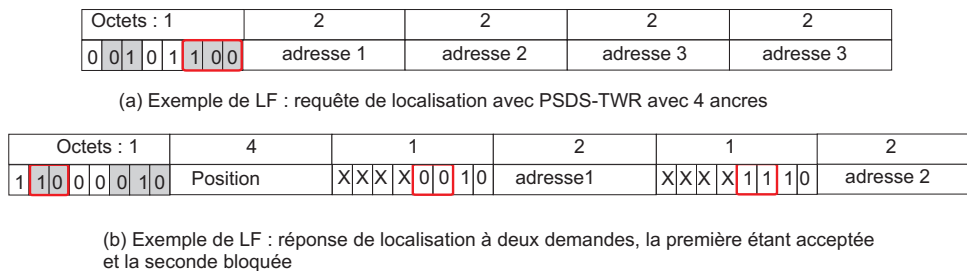 Octets : 1 2 2 2 2
0 0 1 0 1 1 0 0 adresse 1 adresse 2 adresse 3 adresse 3
(a) Exemple de LF : requête de localisation avec PSDS-TWR avec 4 ancres
Octets : 1 4 1 2 1 2
1 1 0 0 0 0 1 0 Position X X X X 0 0 1 0 adresse1 X X X X 1 1 1 0 adresse 2
(b) Exemple de LF : réponse de localisation à deux demandes, la première étant acceptée
et la seconde bloquée